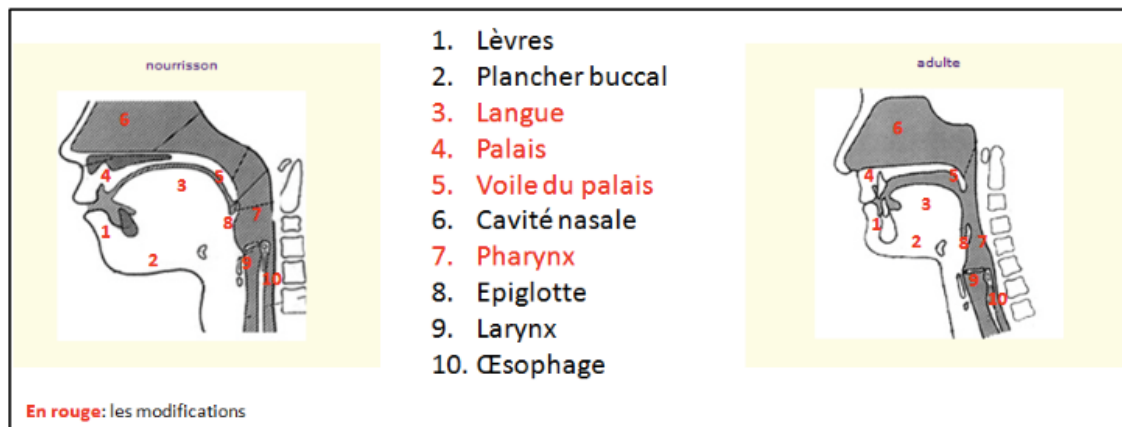 nourrisson
6
4
3
5
7
8
1
2
9
10
1. Lèvres
2. Plancher buccal
3. Langue
4. Palais
5. Voile du palais
6. Cavité nasale
7. Pharynx
8. Epiglotte
9. Larynx
10. Œsophage
adulte
6
4
5
3
1
2
8
7
9
10
En rouge: les modifications